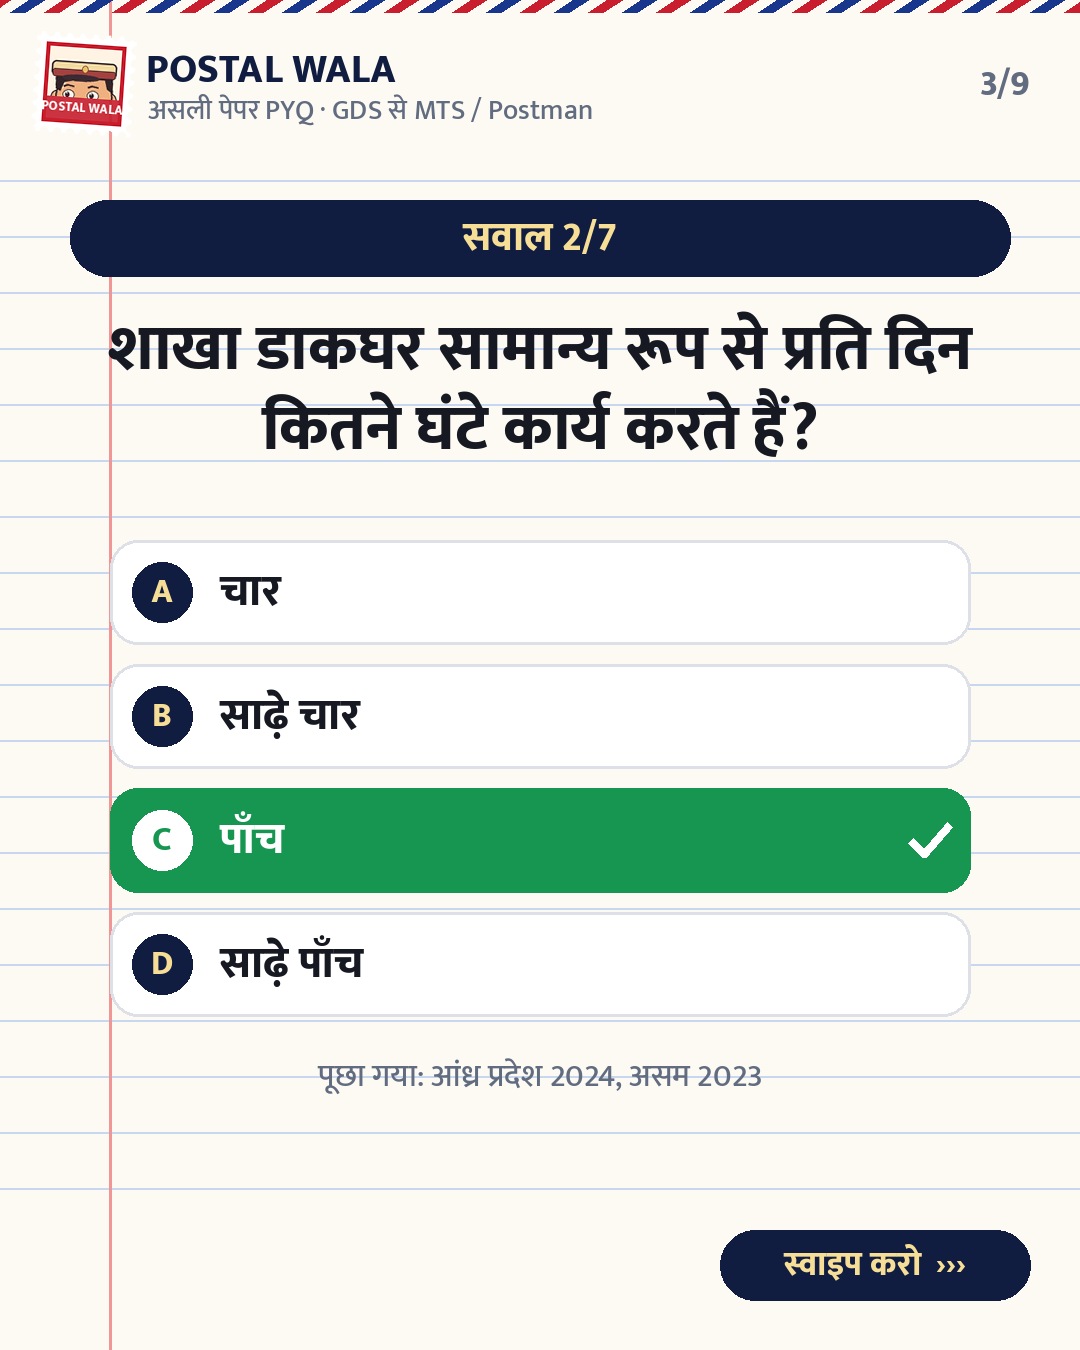 POSTAL WALA
POSTAL WALA
असली पेपर PYQ · GDS से MTS / Postman
3/9
सवाल 2/7
शाखा डाकघर सामान्य रूप से प्रति दिन
कितने घंटे कार्य करते हैं?
A चार
B साढ़े चार
C पाँच
D साढ़े पाँच
पूछा गया: आंध्र प्रदेश 2024, असम 2023
स्वाइप करो ›››